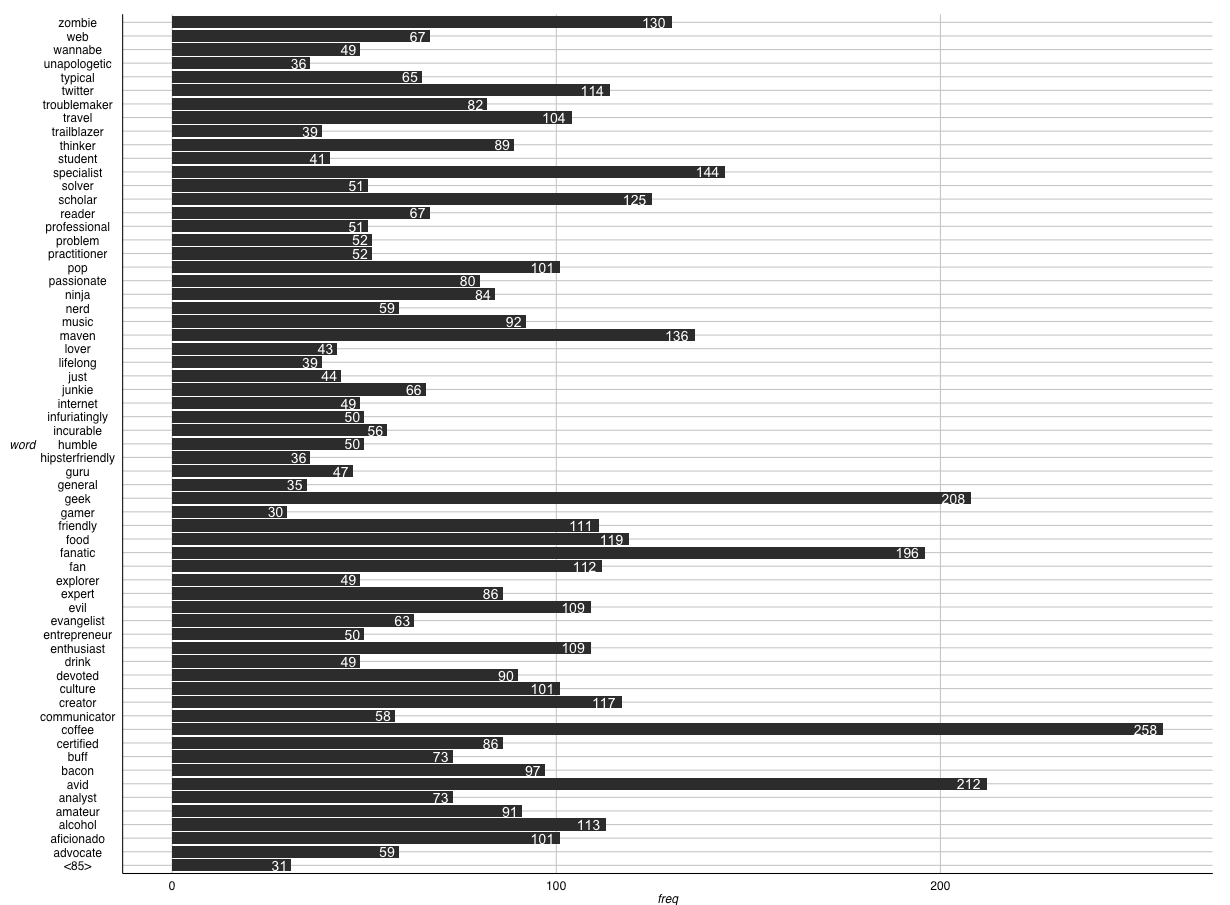 zombie 130
web 67
wannabe 49
unapologetic 36
typical 65
twitter 114
troublemaker 82
travel 104
trailblazer 39
thinker 89
student 41
specialist 144
solver 51
scholar 125
reader 67
professional 51
problem 52
practitioner 52
pop 101
passionate 80
ninja 84
nerd 59
music 92
maven 136
lover 43
lifelong 39
just 44
junkie 66
internet 49
infuriatingly 50
incurable 56
word humble 50
hipsterfriendly 36
guru 47
general 35
geek 208
gamer 30
friendly 111
food 119
fanatic 196
fan 112
explorer 49
expert 86
evil 109
evangelist 63
entrepreneur 50
enthusiast 109
drink 49
devoted 90
culture 101
creator 117
communicator 58
coffee 258
certified 86
buff 73
bacon 97
avid 212
analyst 73
amateur 91
alcohol 113
aficionado 101
advocate 59
<85> 31
0 100 200
freq